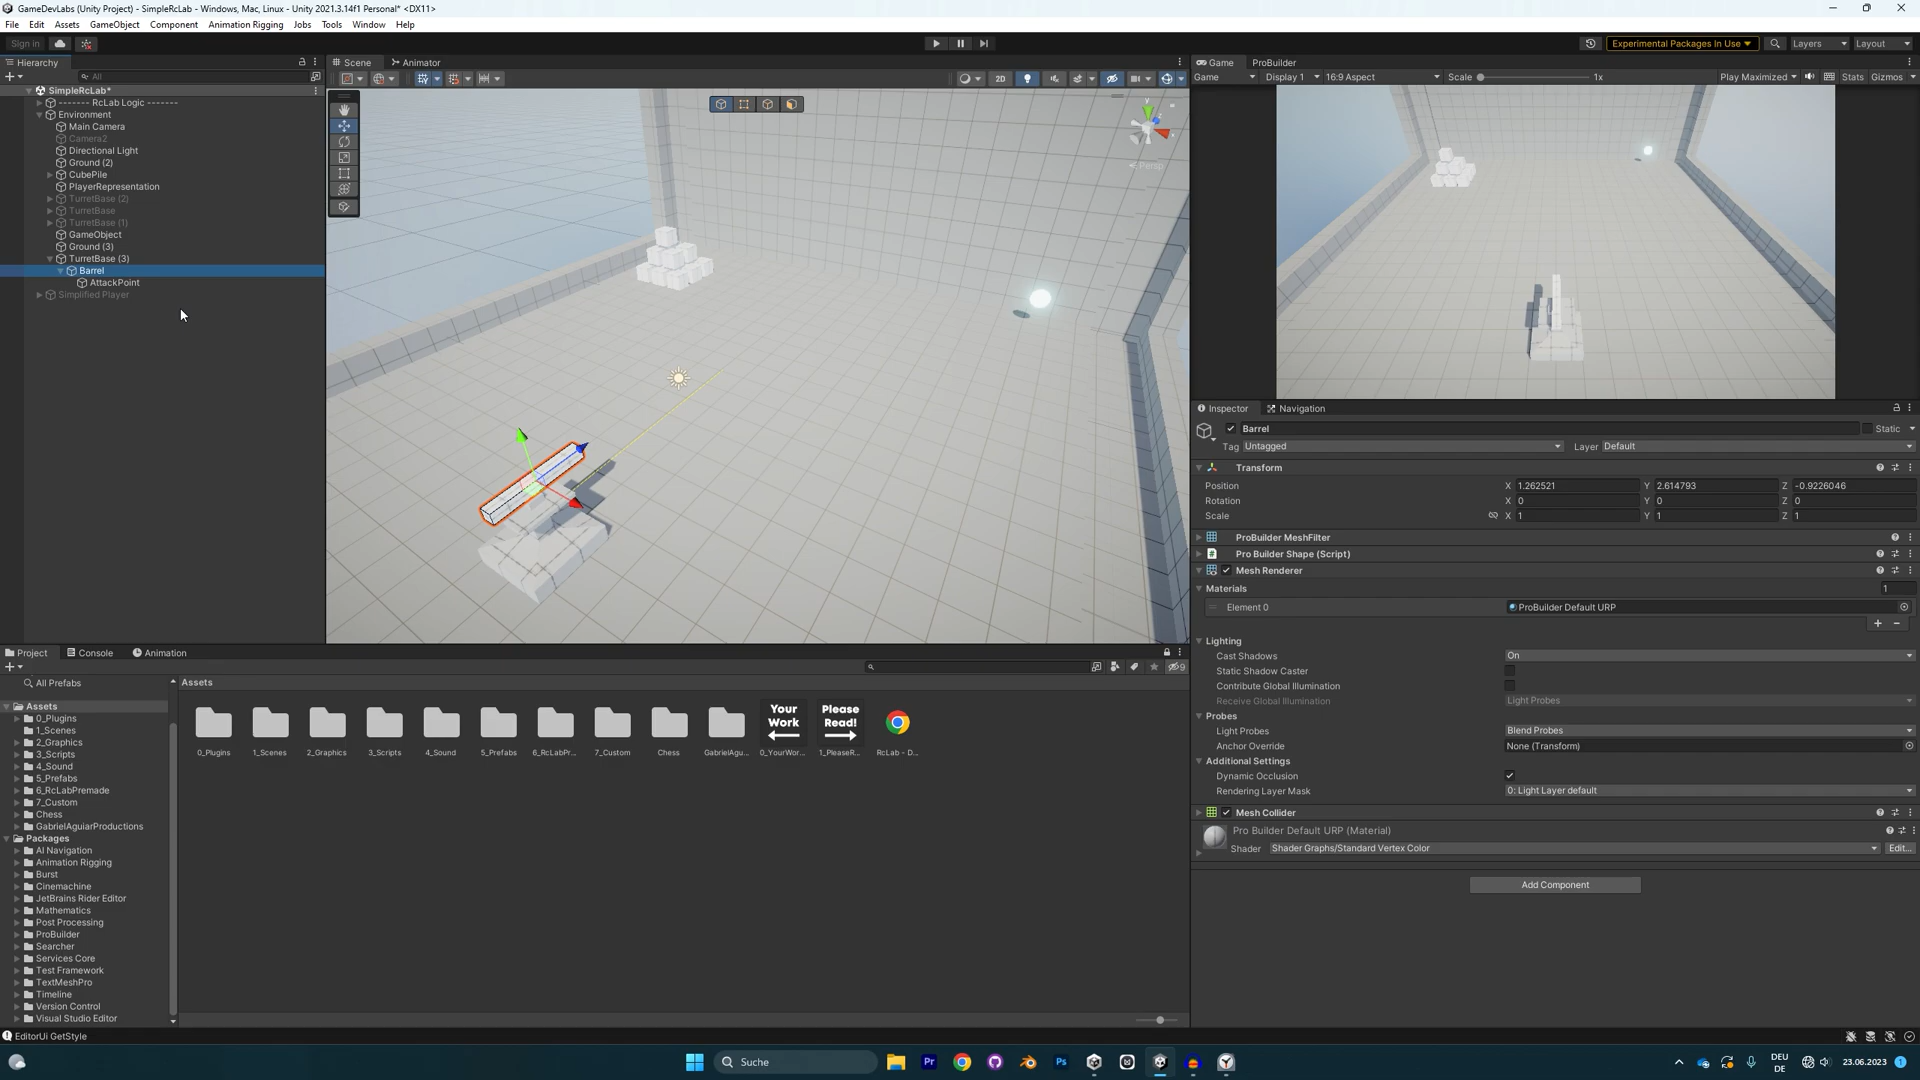 GameDevLabs (Unity Project) - SimpleRcLab - Windows, Mac, Linux - Unity 2021.3.14f1 Personal* <DX11>
File Edit Assets GameObject Component Animation Rigging Jobs Tools Window Help
Sign in
Experimental Packages In Use
Layers
Layout
Hierarchy
All
SimpleRcLab*
------- RcLab Logic -------
Environment
Main Camera
Camera2
Directional Light
Ground (2)
CubePile
PlayerRepresentation
TurretBase (2)
TurretBase
TurretBase (1)
GameObject
Ground (3)
TurretBase (3)
Barrel
AttackPoint
Simplified Player
Scene Animator
2D
y
x
Persp
Game ProBuilder
Game Display 1 16:9 Aspect Scale 1x Play Maximized Stats Gizmos
Inspector Navigation
Barrel Static
Tag Untagged Layer Default
Transform
Position X 1.262521 Y 2.614793 Z -0.9226046
Rotation X 0 Y 0 Z 0
Scale X 1 Y 1 Z 1
ProBuilder MeshFilter
Pro Builder Shape (Script)
Mesh Renderer
Materials 1
Element 0 ProBuilder Default URP
Lighting
Cast Shadows On
Static Shadow Caster
Contribute Global Illumination
Receive Global Illumination Light Probes
Probes
Light Probes Blend Probes
Anchor Override None (Transform)
Additional Settings
Dynamic Occlusion
Rendering Layer Mask 0: Light Layer default
Mesh Collider
Pro Builder Default URP (Material)
Shader Shader Graphs/Standard Vertex Color Edit...
Add Component
Project Console Animation
9
All Prefabs
Assets
0_Plugins
1_Scenes
2_Graphics
3_Scripts
4_Sound
5_Prefabs
6_RcLabPremade
7_Custom
Chess
GabrielAguiarProductions
Packages
AI Navigation
Animation Rigging
Burst
Cinemachine
JetBrains Rider Editor
Mathematics
Post Processing
ProBuilder
Searcher
Services Core
Test Framework
TextMeshPro
Timeline
Version Control
Visual Studio Editor
Assets
Your Work
Please Read!
0_Plugins 1_Scenes 2_Graphics 3_Scripts 4_Sound 5_Prefabs 6_RcLabPr... 7_Custom Chess GabrielAgu... 0_YourWor... 1_PleaseR... RcLab - D...
EditorUi GetStyle
Suche
Pr
Ps
DEU
DE
23.06.2023
1